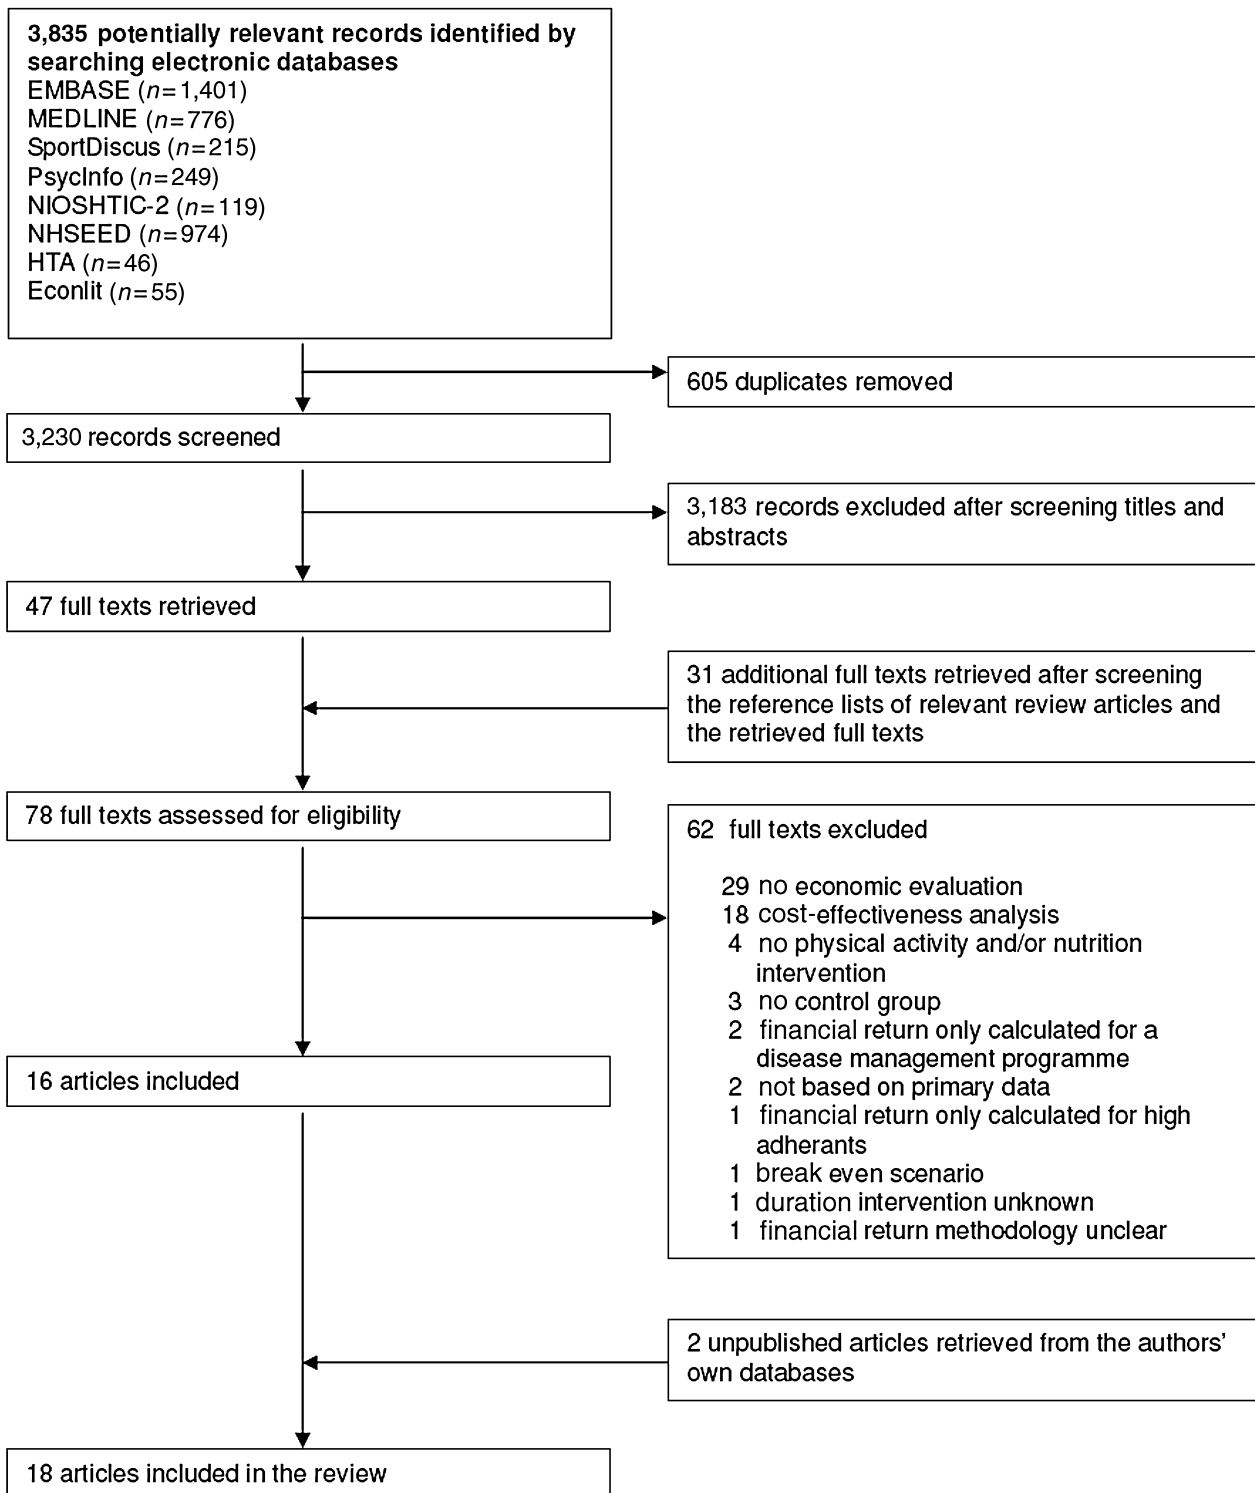 3,835 potentially relevant records identified by
searching electronic databases
EMBASE (n=1,401)
MEDLINE (n=776)
SportDiscus (n=215)
PsycInfo (n=249)
NIOSHTIC-2 (n=119)
NHSEED (n=974)
HTA (n=46)
Econlit (n=55)
605 duplicates removed
3,230 records screened
3,183 records excluded after screening titles and
abstracts
47 full texts retrieved
31 additional full texts retrieved after screening
the reference lists of relevant review articles and
the retrieved full texts
78 full texts assessed for eligibility
62 full texts excluded
29 no economic evaluation
18 cost-effectiveness analysis
4 no physical activity and/or nutrition
intervention
3 no control group
2 financial return only calculated for a
disease management programme
2 not based on primary data
1 financial return only calculated for high
adherants
1 break even scenario
1 duration intervention unknown
1 financial return methodology unclear
16 articles included
2 unpublished articles retrieved from the authors'
own databases
18 articles included in the review